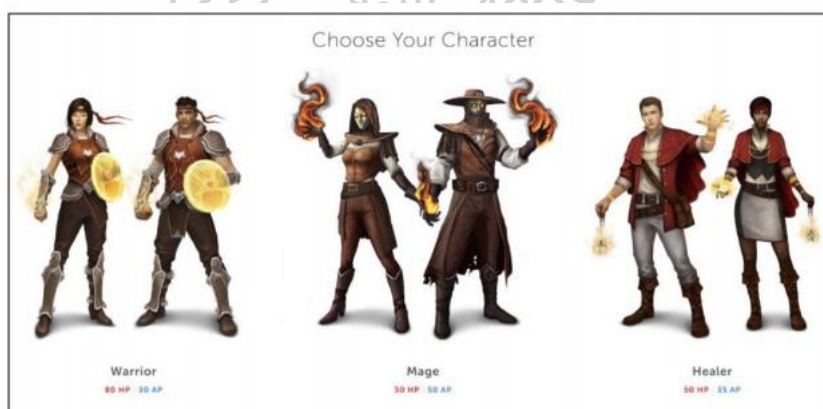 Choose Your Character
Warrior
80 HP 30 AP
Mage
30 HP 50 AP
Healer
50 HP 35 AP